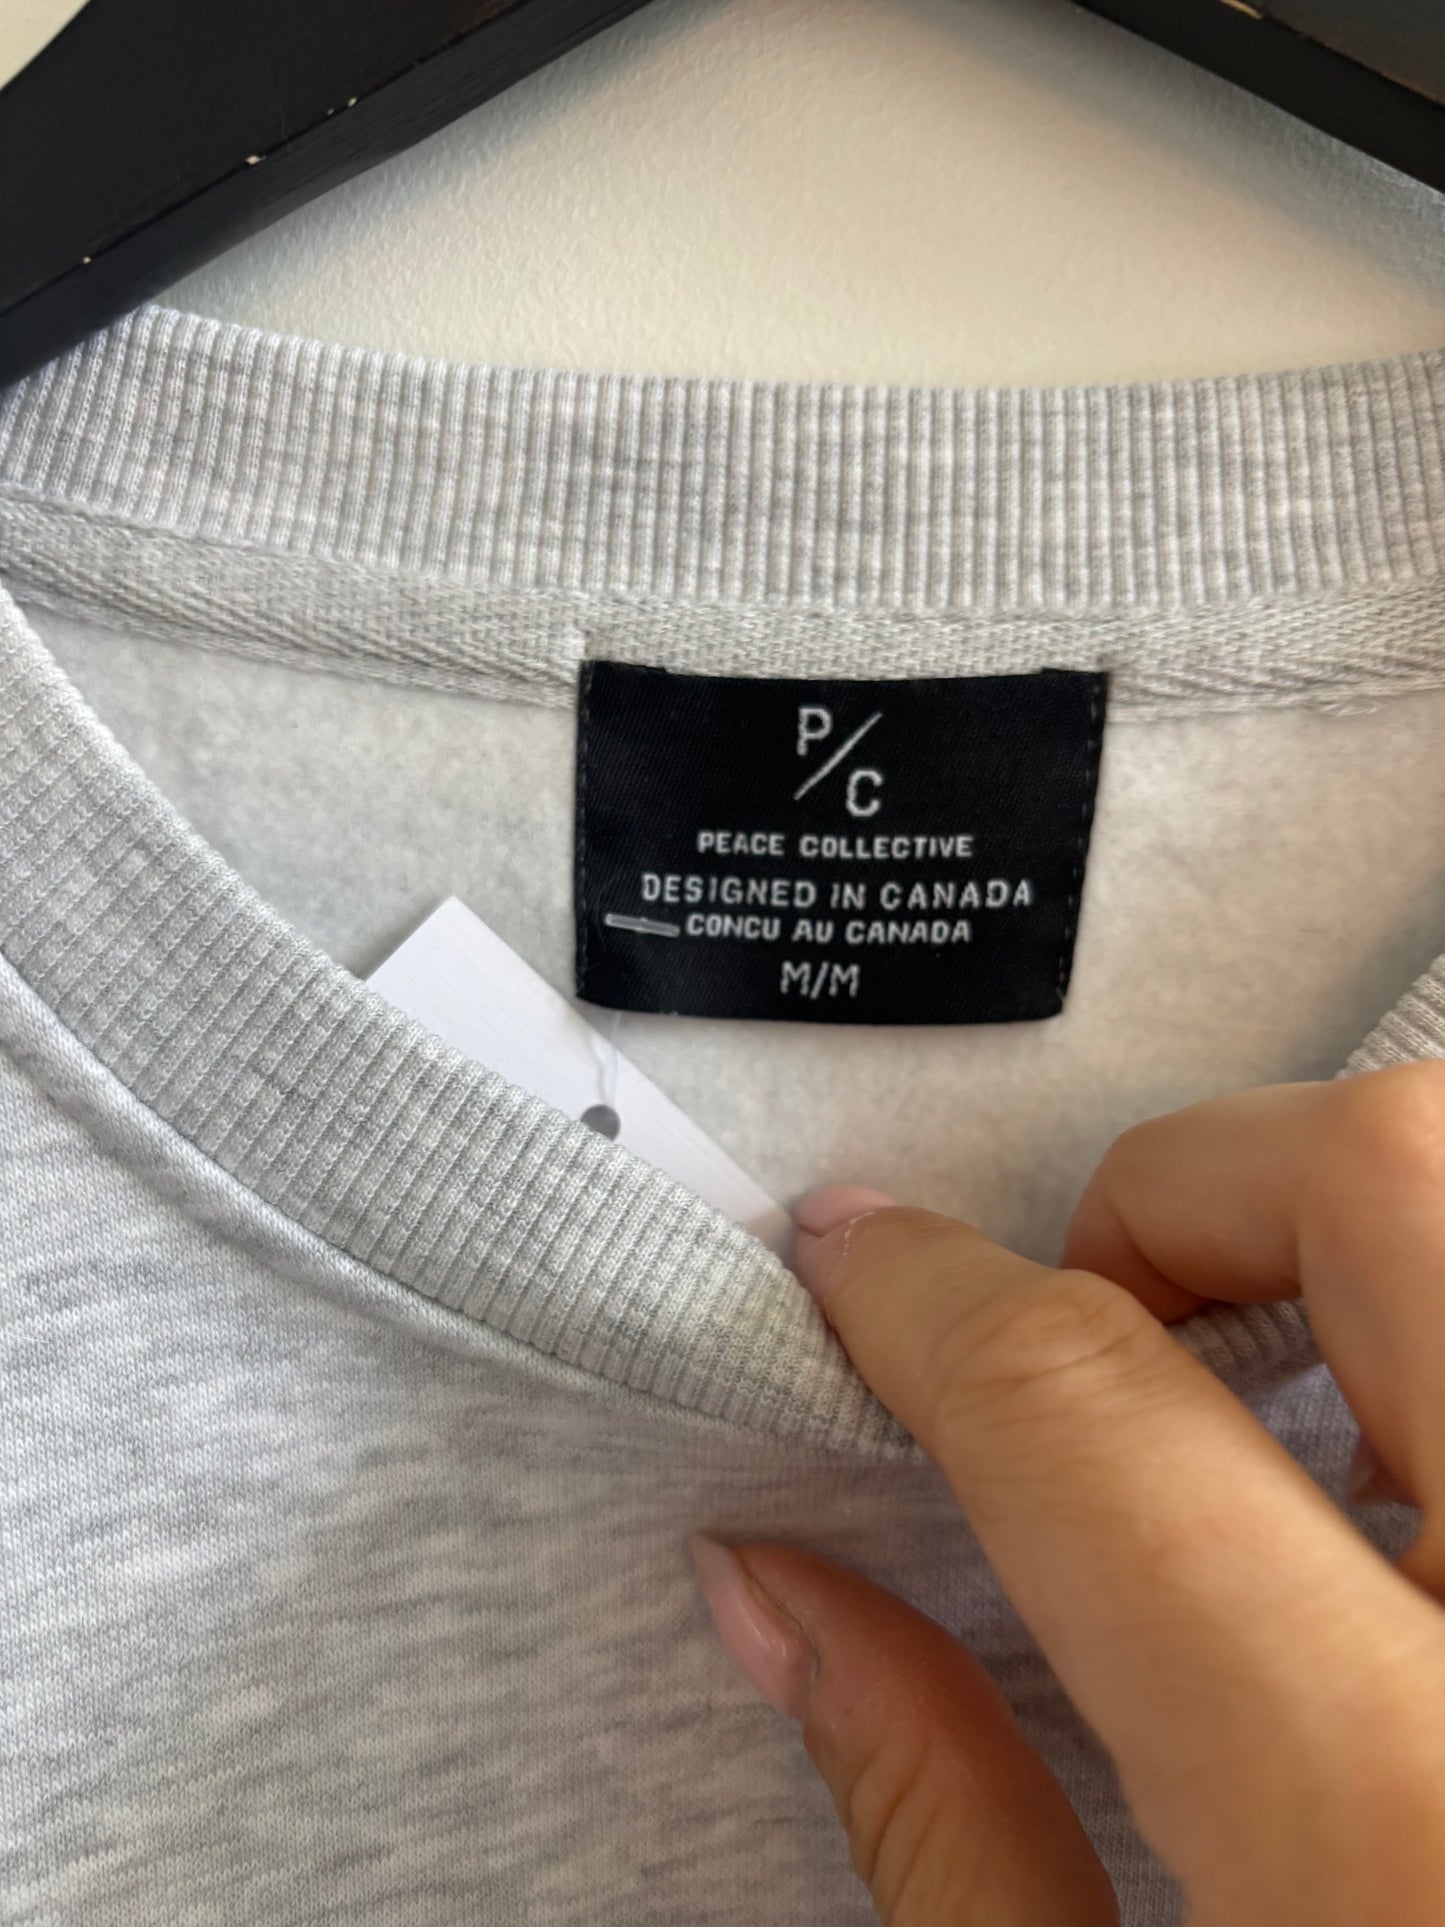 P/C
PEACE COLLECTIVE
DESIGNED IN CANADA
CONCU AU CANADA
M/M